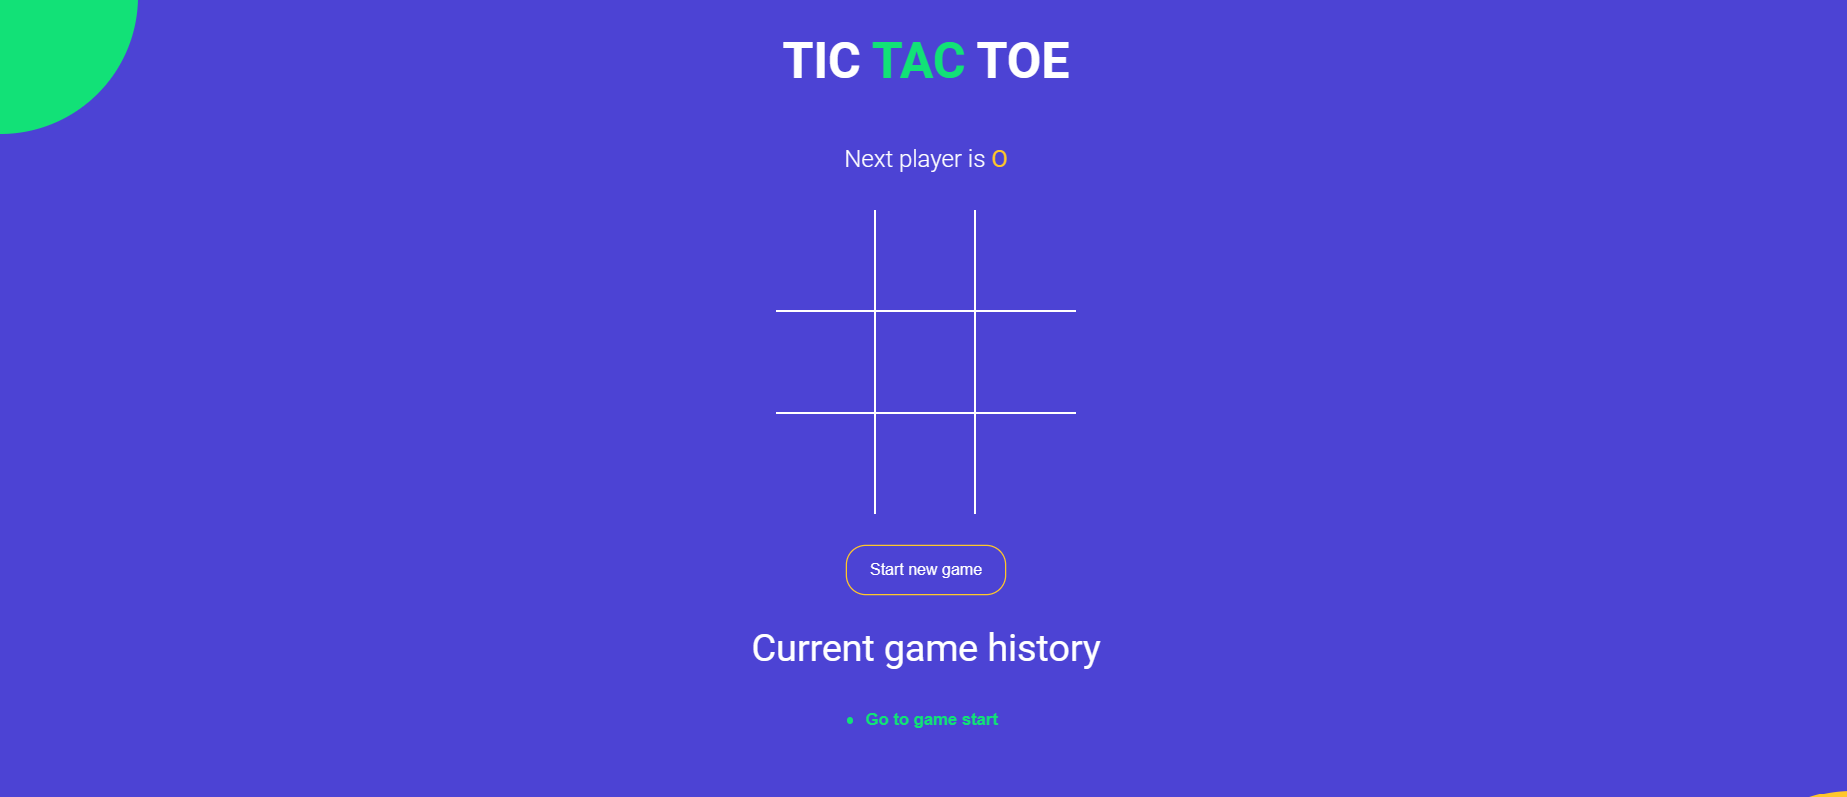 TIC TAC TOE
Next player is O
Start new game
Current game history
Go to game start